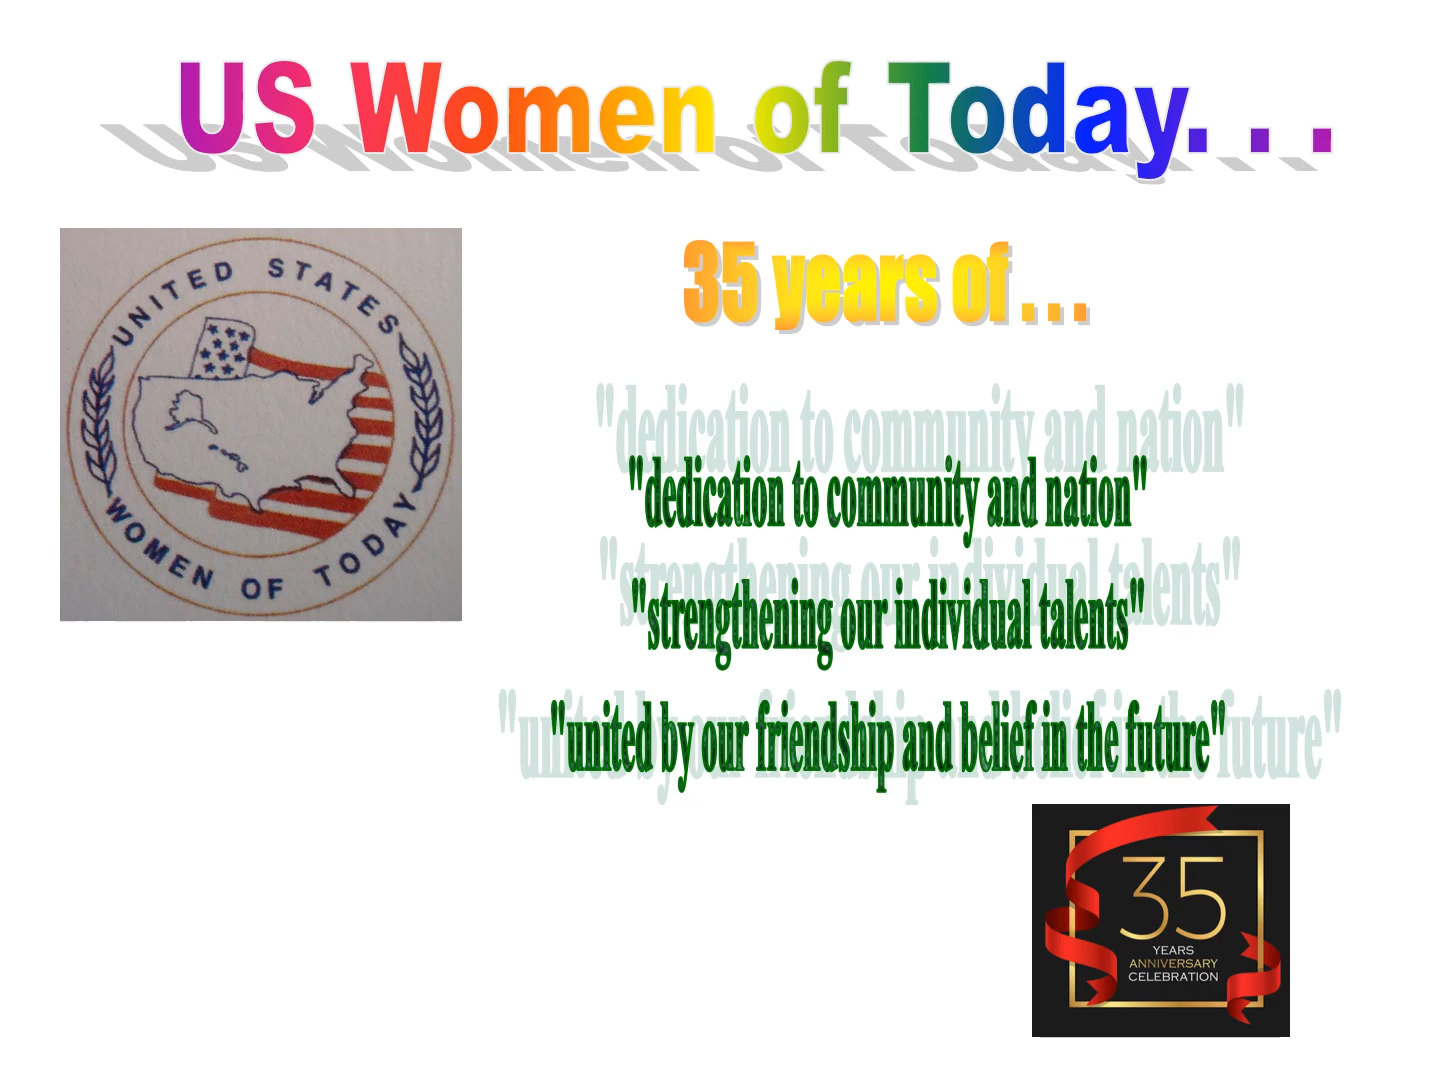 US Women of Today. . .
35 years of . . .
UNITED STATES
WOMEN OF TODAY
"dedication to community and nation"
"strengthening our individual talents"
"united by our friendship and belief in the future"
35
YEARS
ANNIVERSARY
CELEBRATION